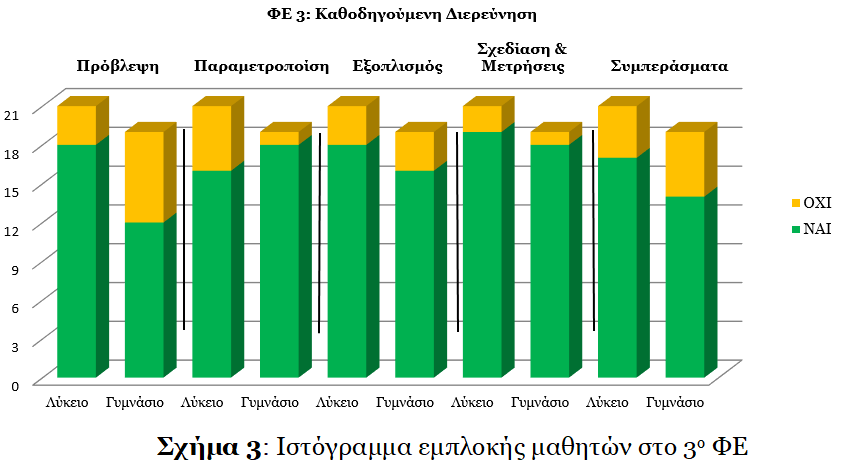 ΦΕ 3: Καθοδηγούμενη Διερεύνηση
Πρόβλεψη
Παραμετροποίση
Εξοπλισμός
Σχεδίαση &
Μετρήσεις
Συμπεράσματα
21
18
15
12
9
6
3
0
ΟΧΙ
ΝΑΙ
Λύκειο Γυμνάσιο Λύκειο Γυμνάσιο Λύκειο Γυμνάσιο Λύκειο Γυμνάσιο Λύκειο Γυμνάσιο
Σχήμα 3: Ιστόγραμμα εμπλοκής μαθητών στο 3ο ΦΕ